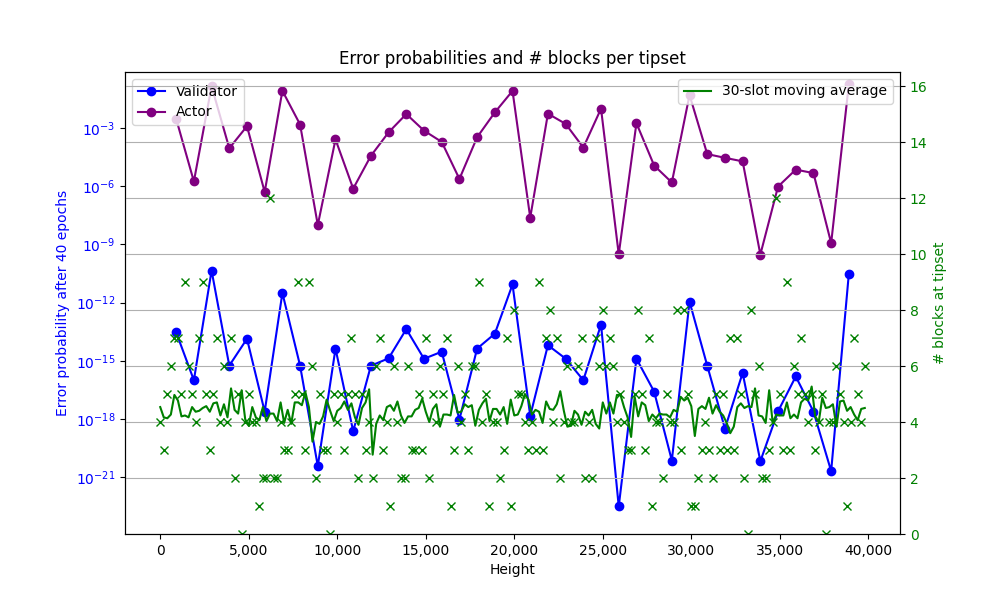 Error probabilities and # blocks per tipset
Validator
Actor
30-slot moving average
Error probability after 40 epochs
10⁻³
10⁻⁶
10⁻⁹
10⁻¹²
10⁻¹⁵
10⁻¹⁸
10⁻²¹
16
14
12
10
8
6
4
2
0
# blocks at tipset
0 5,000 10,000 15,000 20,000 25,000 30,000 35,000 40,000
Height